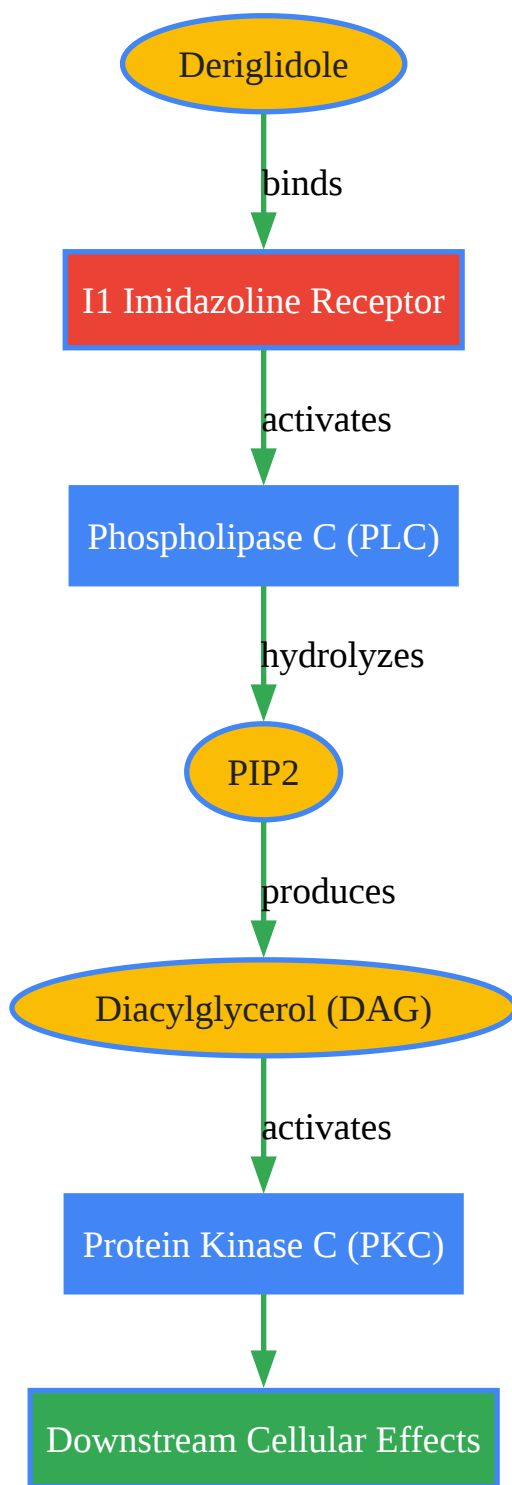 Deriglidole
binds
I1 Imidazoline Receptor
activates
Phospholipase C (PLC)
hydrolyzes
PIP2
produces
Diacylglycerol (DAG)
activates
Protein Kinase C (PKC)
Downstream Cellular Effects